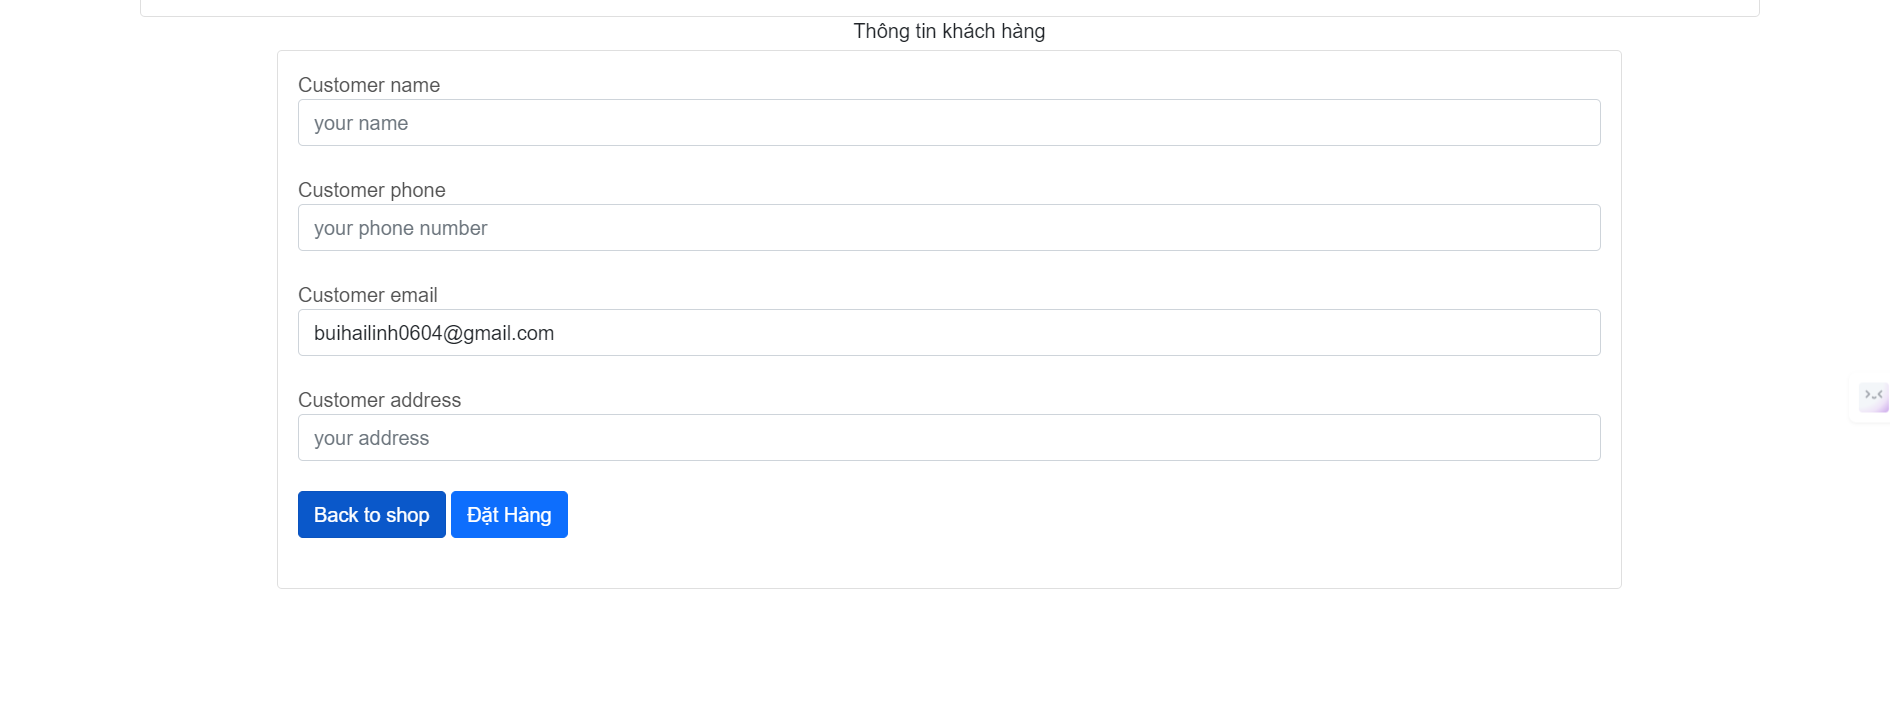 Thông tin khách hàng
Customer name
your name
Customer phone
your phone number
Customer email
buihailinh0604@gmail.com
Customer address
your address
Back to shop Đặt Hàng